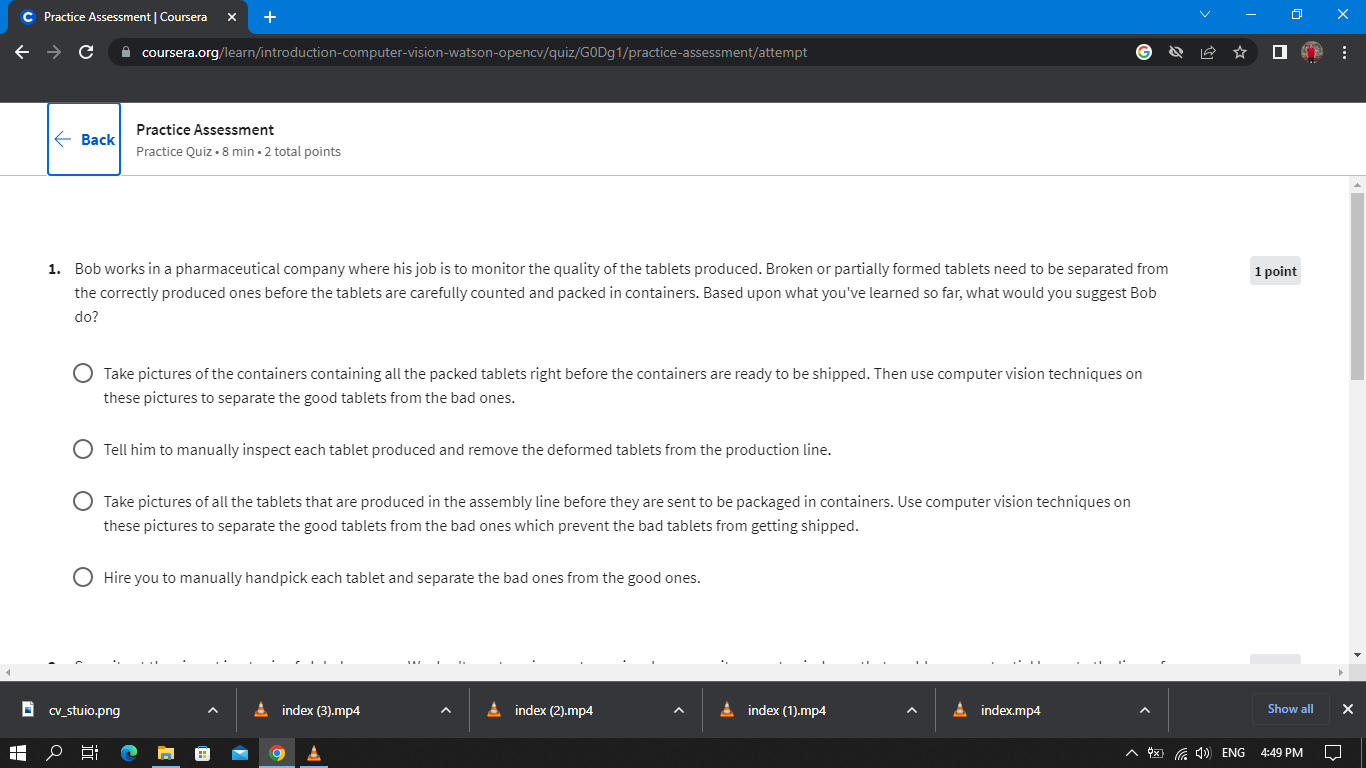 Practice Assessment | Coursera
coursera.org/learn/introduction-computer-vision-watson-opencv/quiz/G0Dg1/practice-assessment/attempt
Back
Practice Assessment
Practice Quiz • 8 min • 2 total points
1. Bob works in a pharmaceutical company where his job is to monitor the quality of the tablets produced. Broken or partially formed tablets need to be separated from
the correctly produced ones before the tablets are carefully counted and packed in containers. Based upon what you've learned so far, what would you suggest Bob
do?
1 point
Take pictures of the containers containing all the packed tablets right before the containers are ready to be shipped. Then use computer vision techniques on
these pictures to separate the good tablets from the bad ones.
Tell him to manually inspect each tablet produced and remove the deformed tablets from the production line.
Take pictures of all the tablets that are produced in the assembly line before they are sent to be packaged in containers. Use computer vision techniques on
these pictures to separate the good tablets from the bad ones which prevent the bad tablets from getting shipped.
Hire you to manually handpick each tablet and separate the bad ones from the good ones.
cv_stuio.png
index (3).mp4
index (2).mp4
index (1).mp4
index.mp4
Show all
ENG
4:49 PM